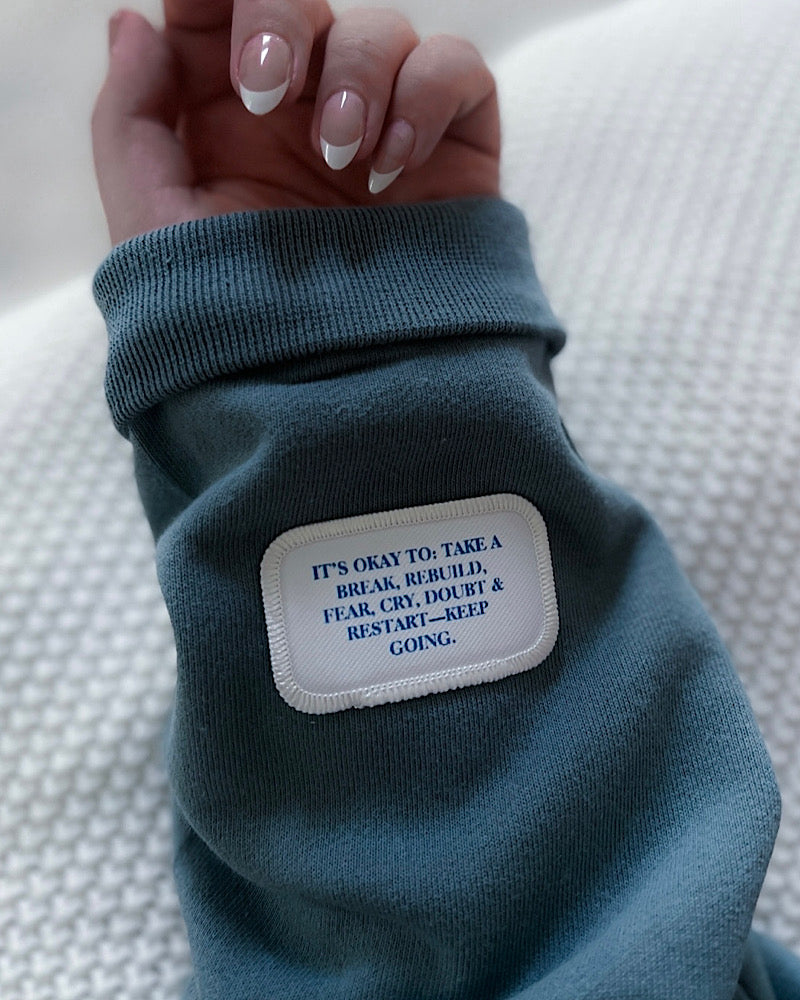 IT'S OKAY TO: TAKE A
BREAK, REBUILD,
FEAR, CRY, DOUBT &
RESTART—KEEP
GOING.